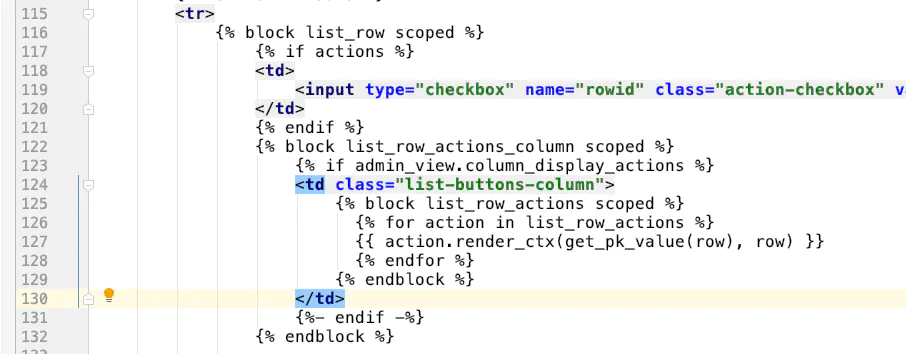 115 <tr>
116 {% block list_row scoped %}
117 {% if actions %}
118 <td>
119 <input type="checkbox" name="rowid" class="action-checkbox" va
120 </td>
121 {% endif %}
122 {% block list_row_actions_column scoped %}
123 {% if admin_view.column_display_actions %}
124 <td class="list-buttons-column">
125 {% block list_row_actions scoped %}
126 {% for action in list_row_actions %}
127 {{ action.render_ctx(get_pk_value(row), row) }}
128 {% endfor %}
129 {% endblock %}
130 </td>
131 {%- endif -%}
132 {% endblock %}